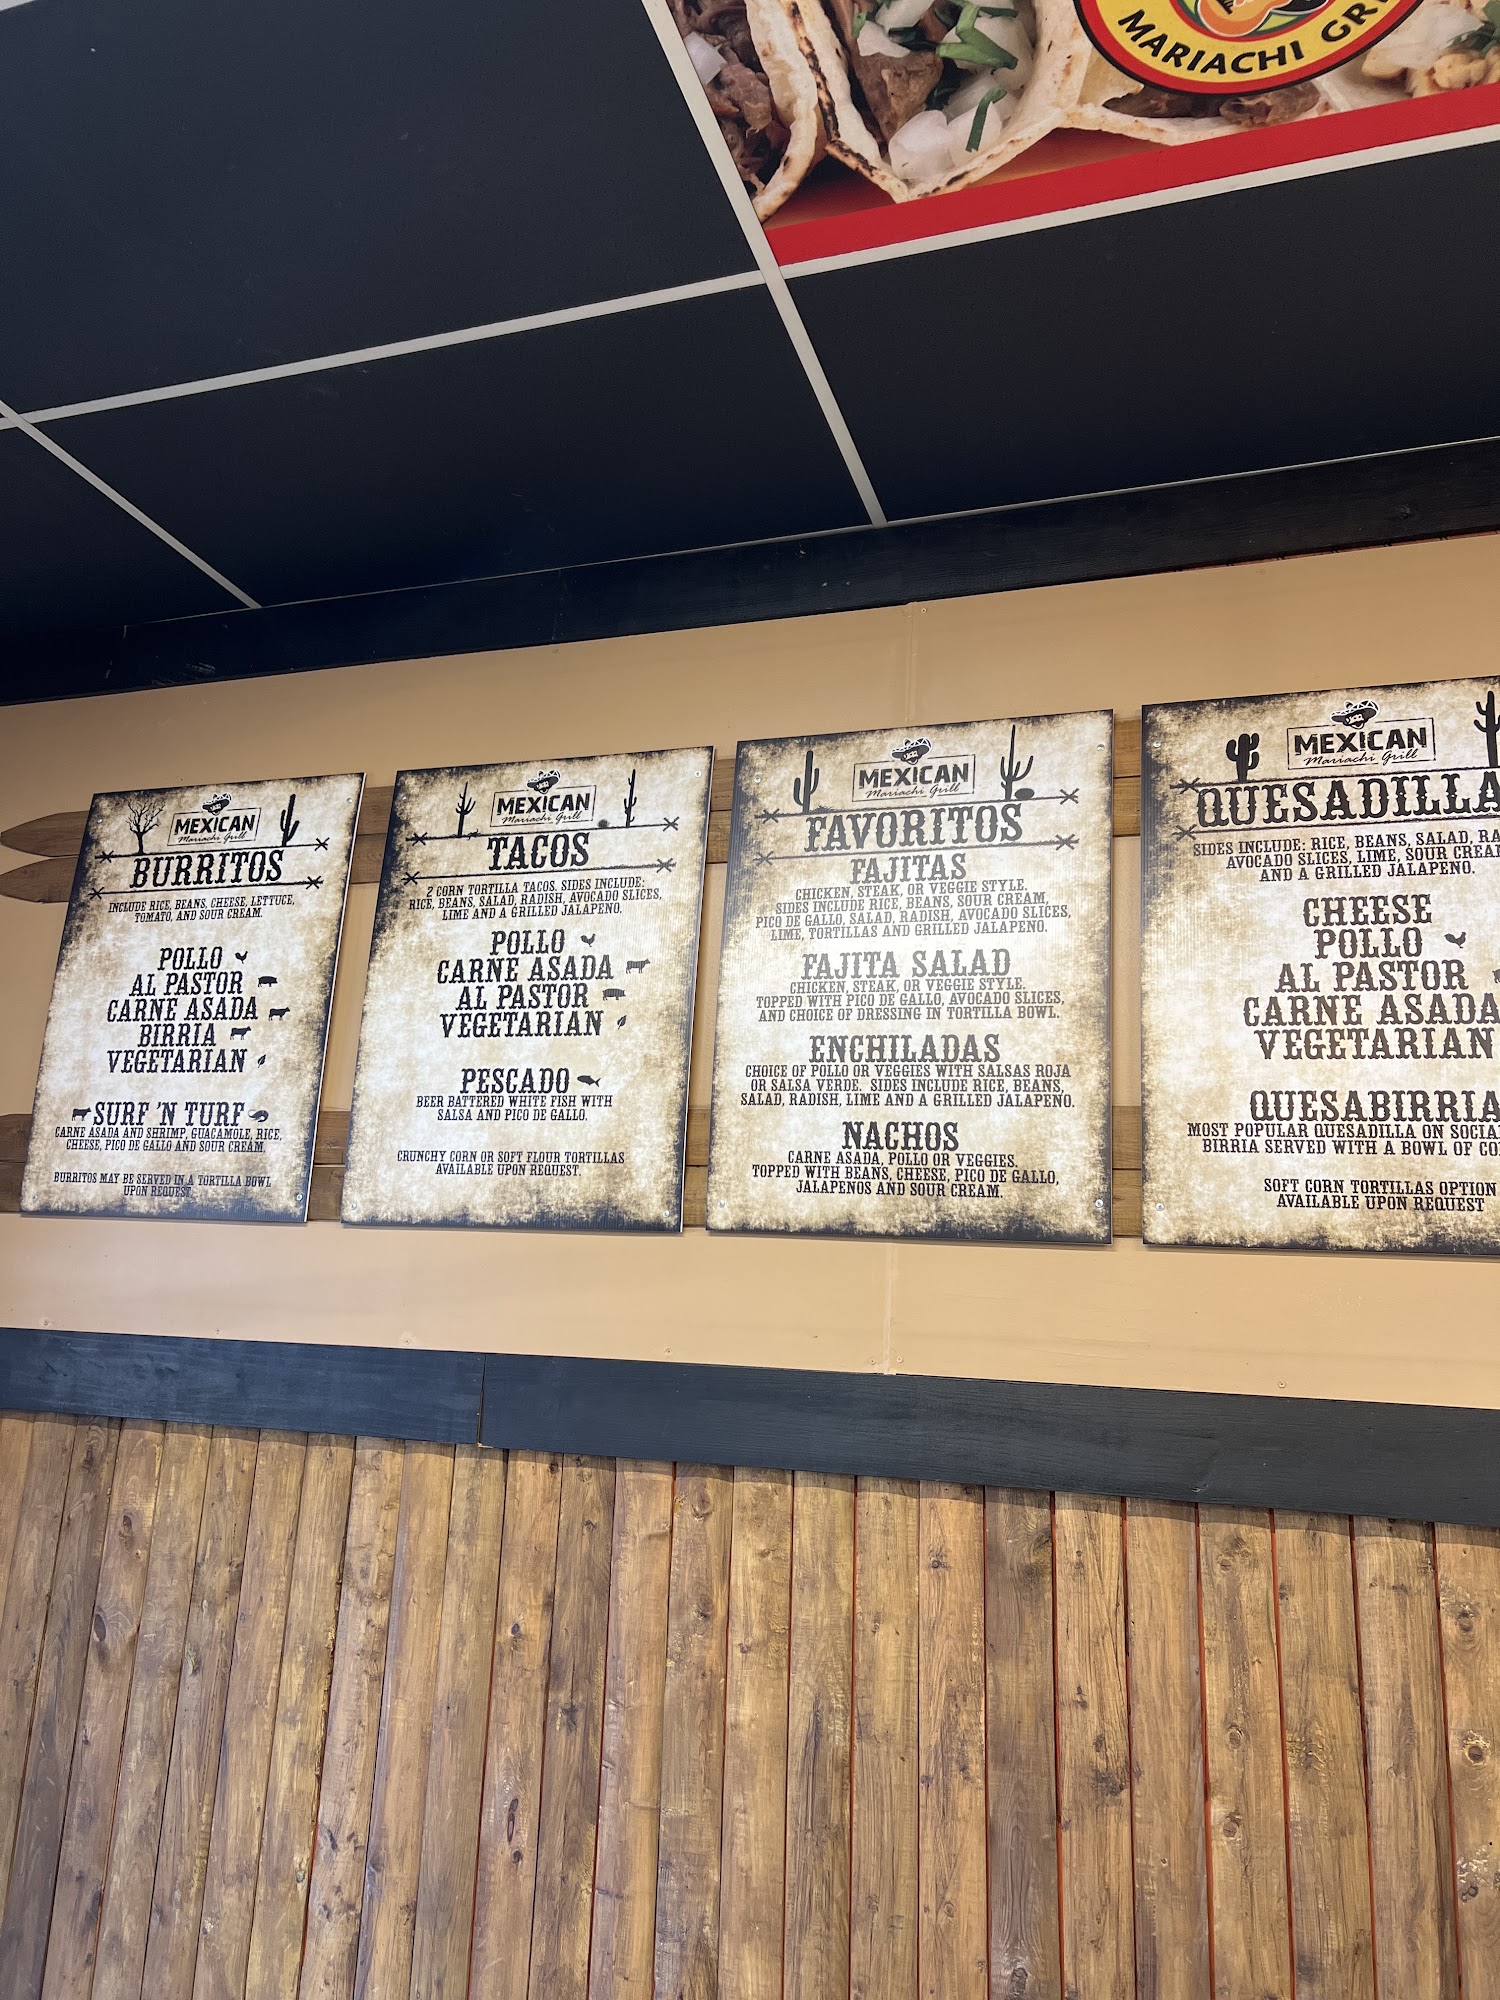 MARIACHI
MEXICAN
Mariachi Grill
BURRITOS
INCLUDE RICE, BEANS, CHEESE, LETTUCE,
TOMATO, AND SOUR CREAM.
POLLO
AL PASTOR
CARNE ASADA
BIRRIA
VEGETARIAN
SURF 'N TURF
CARNE ASADA AND SHRIMP, GUACAMOLE, RICE,
CHEESE, PICO DE GALLO AND SOUR CREAM.
BURRITOS MAY BE SERVED IN A TORTILLA BOWL
UPON REQUEST
MEXICAN
Mariachi Grill
TACOS
2 CORN TORTILLA TACOS. SIDES INCLUDE:
RICE, BEANS, SALAD, RADISH, AVOCADO SLICES,
LIME AND A GRILLED JALAPENO.
POLLO
CARNE ASADA
AL PASTOR
VEGETARIAN
PESCADO
BEER BATTERED WHITE FISH WITH
SALSA AND PICO DE GALLO.
CRUNCHY CORN OR SOFT FLOUR TORTILLAS
AVAILABLE UPON REQUEST
MEXICAN
Mariachi Grill
FAVORITOS
FAJITAS
CHICKEN, STEAK, OR VEGGIE STYLE.
SIDES INCLUDE RICE, BEANS, SOUR CREAM,
PICO DE GALLO, SALAD, RADISH, AVOCADO SLICES,
LIME, TORTILLAS AND GRILLED JALAPENO.
FAJITA SALAD
CHICKEN, STEAK, OR VEGGIE STYLE.
TOPPED WITH PICO DE GALLO, AVOCADO SLICES,
AND CHOICE OF DRESSING IN TORTILLA BOWL.
ENCHILADAS
CHOICE OF POLLO OR VEGGIES WITH SALSAS ROJA
OR SALSA VERDE. SIDES INCLUDE RICE, BEANS,
SALAD, RADISH, LIME AND A GRILLED JALAPENO.
NACHOS
CARNE ASADA, POLLO OR VEGGIES.
TOPPED WITH BEANS, CHEESE, PICO DE GALLO,
JALAPENOS AND SOUR CREAM.
MEXICAN
Mariachi Grill
QUESADILLA
SIDES INCLUDE: RICE, BEANS, SALAD, RA
AVOCADO SLICES, LIME, SOUR CREAM
AND A GRILLED JALAPENO.
CHEESE
POLLO
AL PASTOR
CARNE ASADA
VEGETARIAN
QUESABIRRIA
MOST POPULAR QUESADILLA ON SOCIAL
BIRRIA SERVED WITH A BOWL OF CO
SOFT CORN TORTILLAS OPTION
AVAILABLE UPON REQUEST